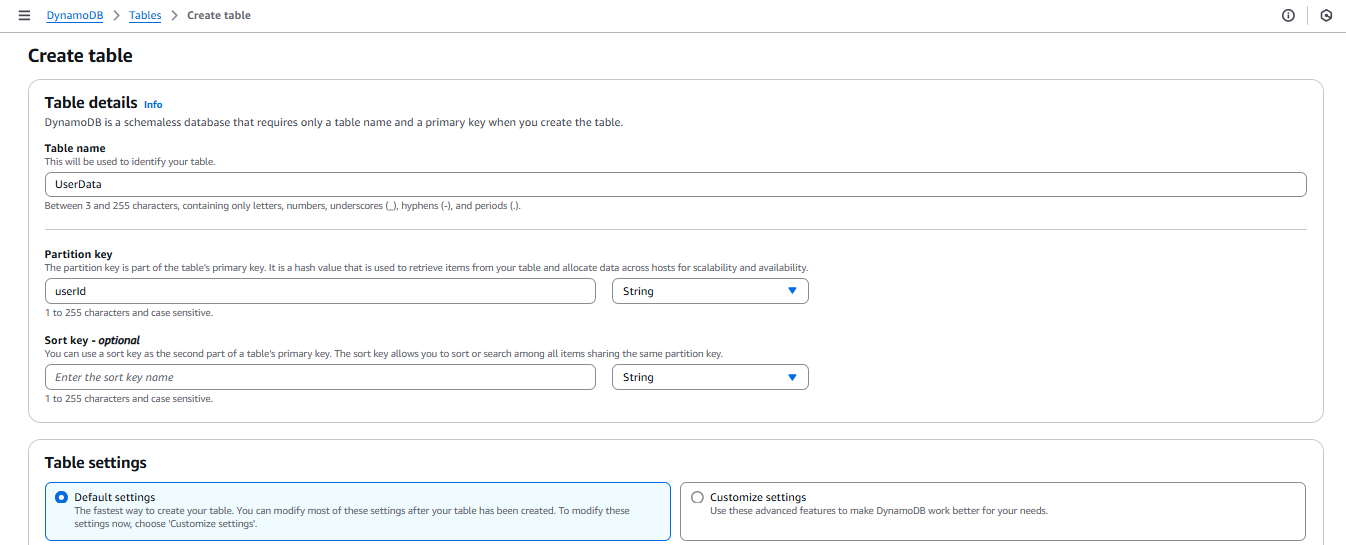 DynamoDB > Tables > Create table
Create table
Table details Info
DynamoDB is a schemaless database that requires only a table name and a primary key when you create the table.
Table name
This will be used to identify your table.
UserData
Between 3 and 255 characters, containing only letters, numbers, underscores (_), hyphens (-), and periods (.).
Partition key
The partition key is part of the table's primary key. It is a hash value that is used to retrieve items from your table and allocate data across hosts for scalability and availability.
userId String
1 to 255 characters and case sensitive.
Sort key - optional
You can use a sort key as the second part of a table's primary key. The sort key allows you to sort or search among all items sharing the same partition key.
Enter the sort key name String
1 to 255 characters and case sensitive.
Table settings
Default settings
The fastest way to create your table. You can modify most of these settings after your table has been created. To modify these
settings now, choose 'Customize settings'.
Customize settings
Use these advanced features to make DynamoDB work better for your needs.